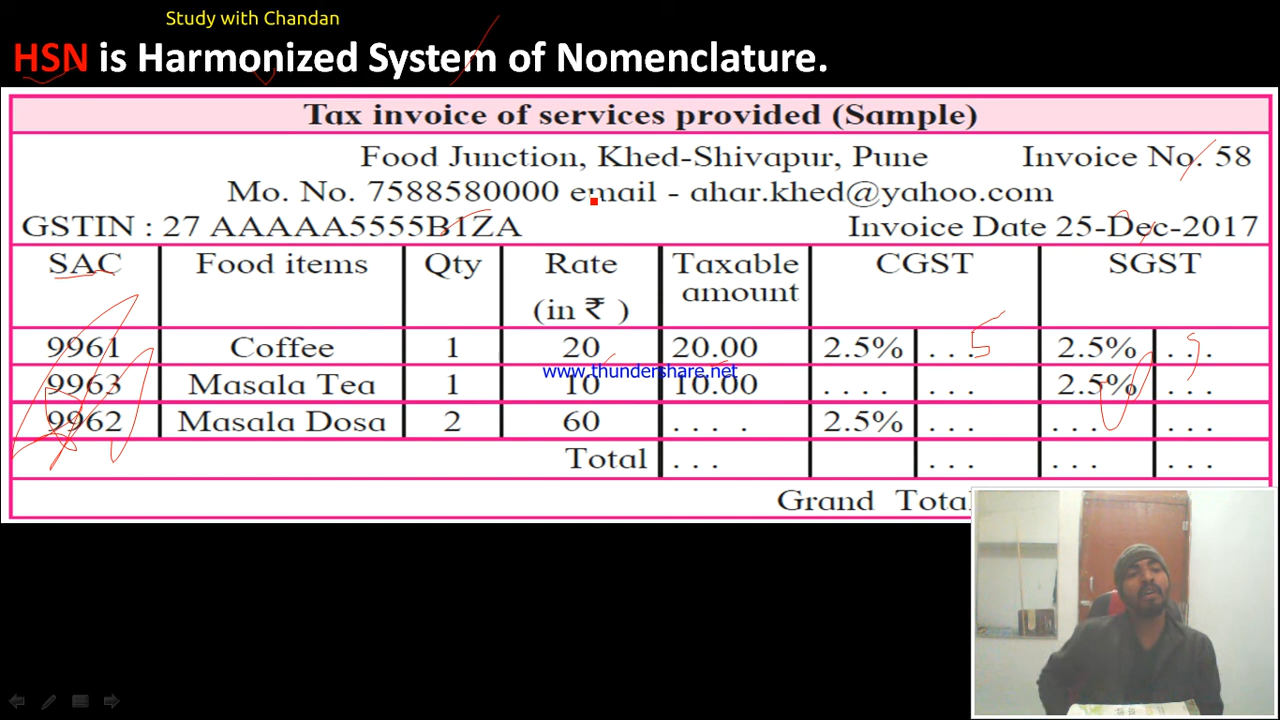 Study with Chandan
HSN is Harmonized System of Nomenclature.
Tax invoice of services provided (Sample)
Food Junction, Khed-Shivapur, Pune Invoice No. 58
Mo. No. 7588580000 email - ahar.khed@yahoo.com
GSTIN : 27 AAAAA5555B1ZA Invoice Date 25-Dec-2017
SAC Food items Qty Rate (in ₹ ) Taxable amount CGST SGST
9961 Coffee 1 20 20.00 2.5% . . . 5 2.5% . . .
www.thundershare.net
9963 Masala Tea 1 10 10.00 . . . . . . . 2.5% . . .
9962 Masala Dosa 2 60 . . . . 2.5% . . . . . . . . .
Total . . . . . . . . . . . .
Grand Total